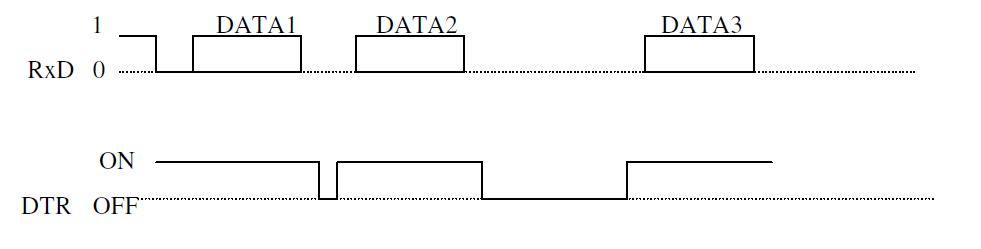 1 DATA1 DATA2 DATA3
RxD 0
ON
DTR OFF